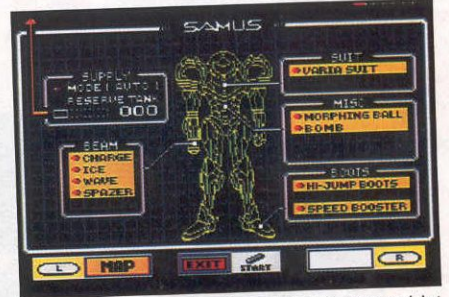 SAMUS
SUPPLY
MODE [ AUTO ]
RESERVE TANK
000
BEAM
CHARGE
ICE
WAVE
SPAZER
SUIT
VARIA SUIT
MISC
MORPHING BALL
BOMB
BOOTS
HI-JUMP BOOTS
SPEED BOOSTER
L MAP EXIT START R